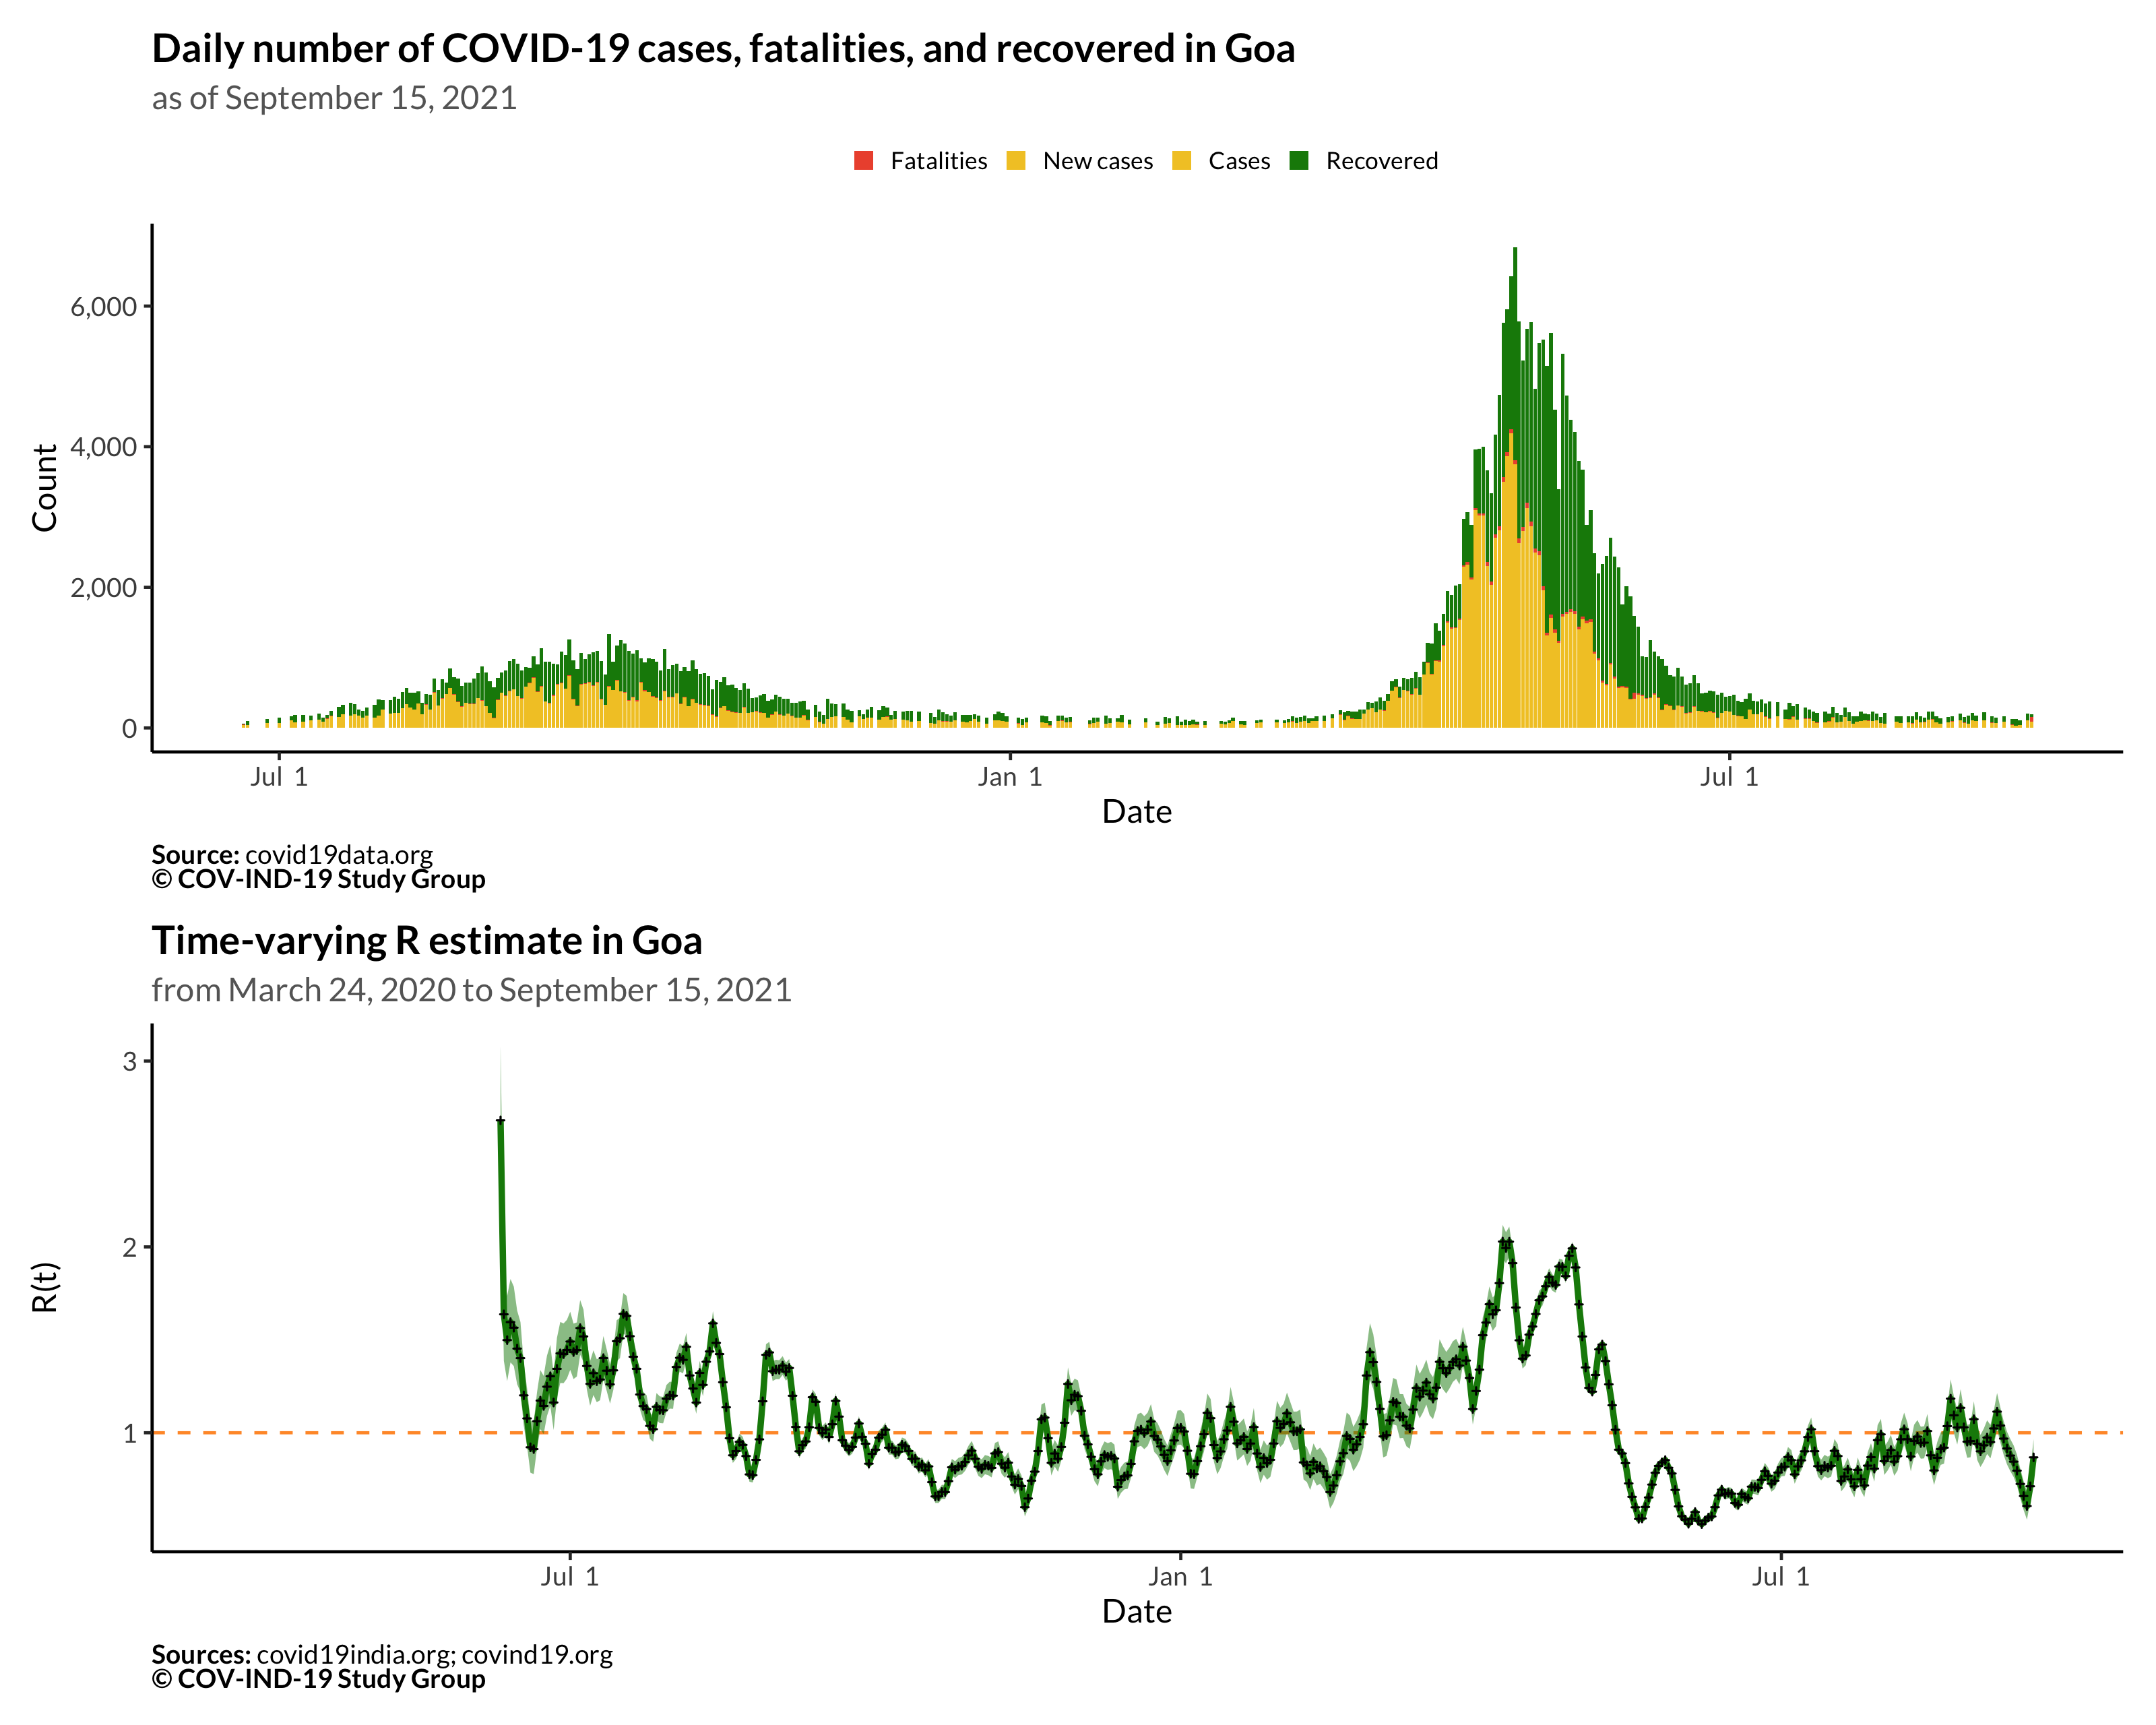 Daily number of COVID-19 cases, fatalities, and recovered in Goa
as of September 15, 2021
Fatalities New cases Cases Recovered
6,000
4,000
2,000
0
Count
Jul 1 Jan 1 Jul 1
Date
Source: covid19data.org
© COV-IND-19 Study Group
Time-varying R estimate in Goa
from March 24, 2020 to September 15, 2021
3
2
1
R(t)
Jul 1 Jan 1 Jul 1
Date
Sources: covid19india.org; covind19.org
© COV-IND-19 Study Group